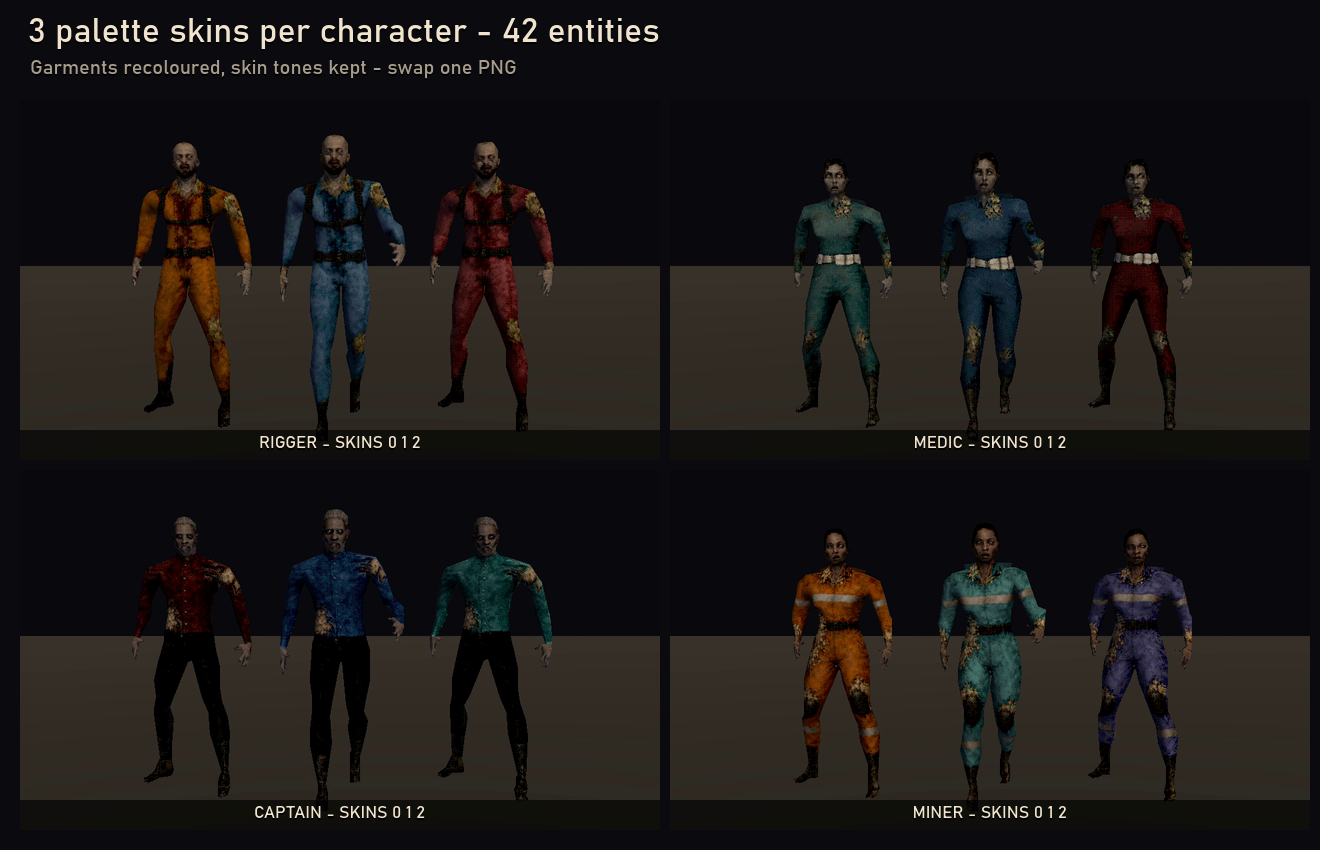 3 palette skins per character - 42 entities
Garments recoloured, skin tones kept - swap one PNG
RIGGER - SKINS 0 1 2
MEDIC - SKINS 0 1 2
CAPTAIN - SKINS 0 1 2
MINER - SKINS 0 1 2